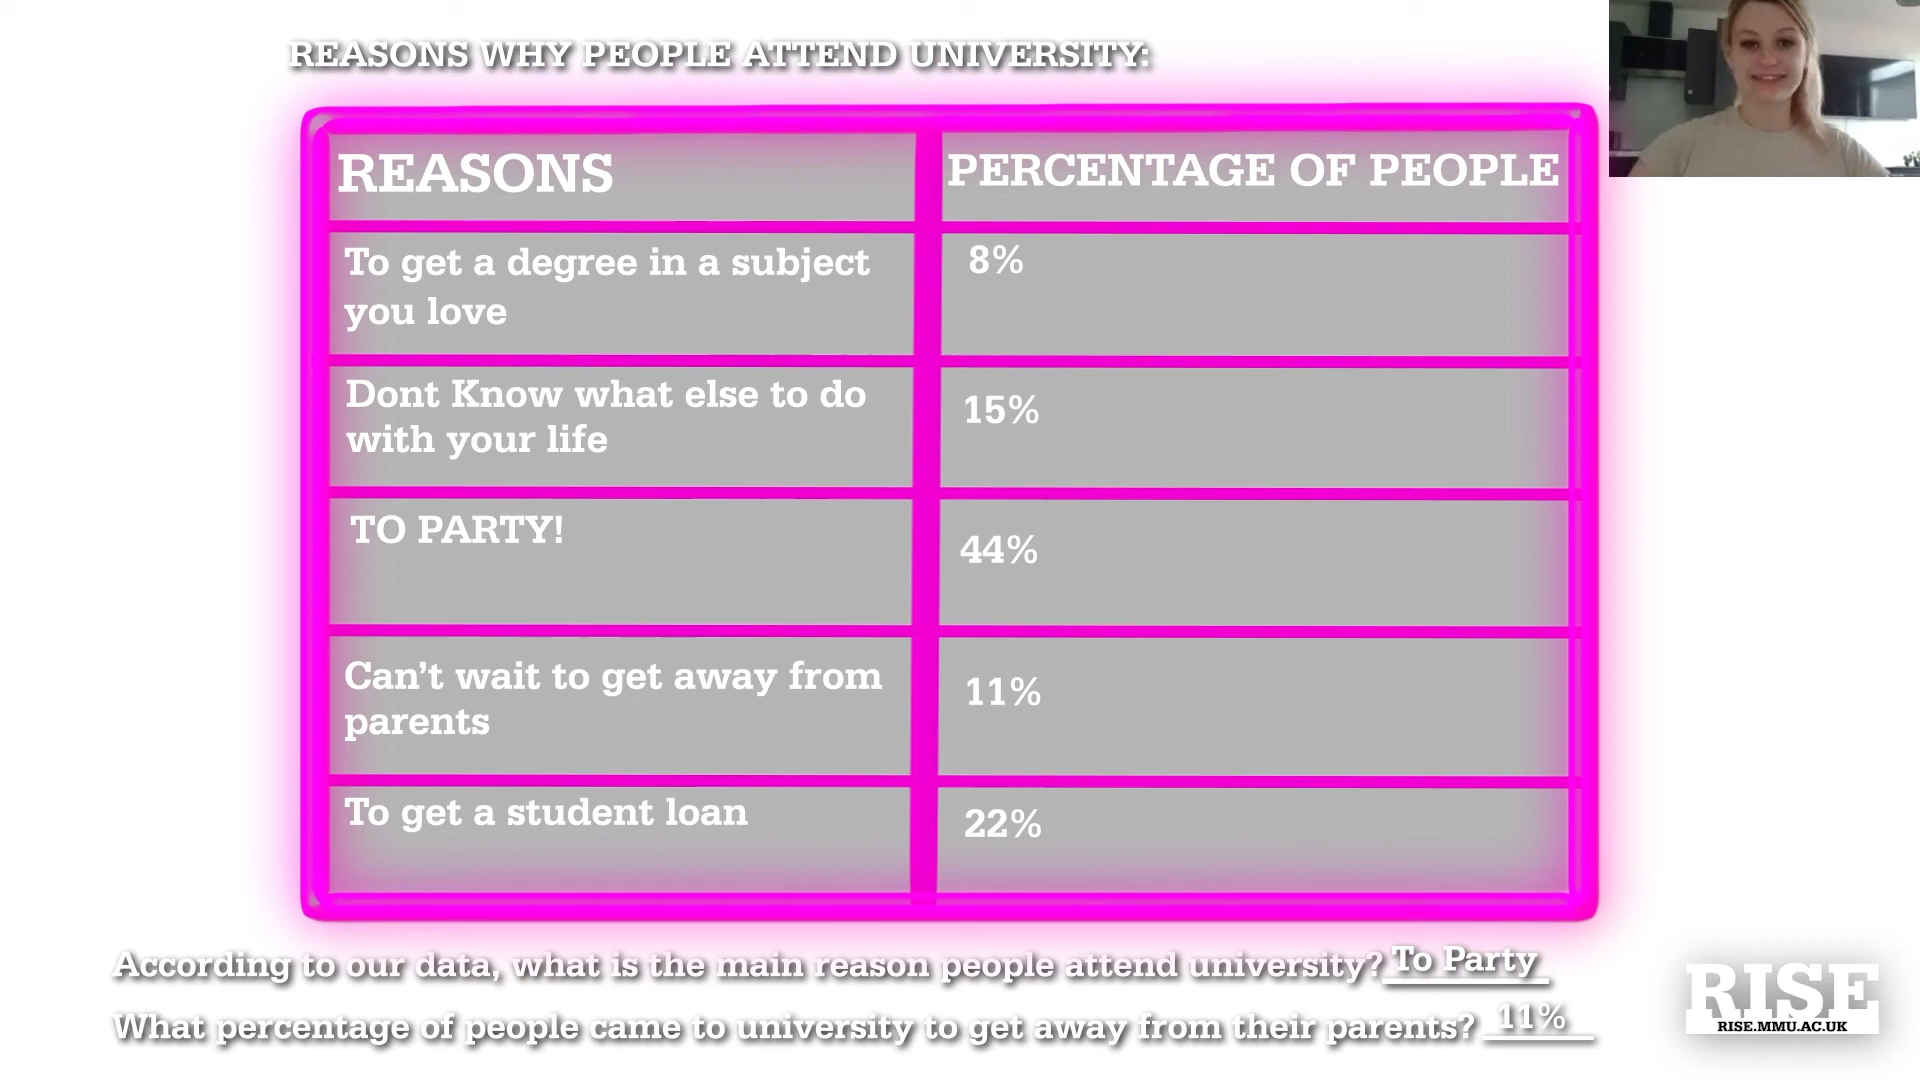 REASONS WHY PEOPLE ATTEND UNIVERSITY:
REASONS
PERCENTAGE OF PEOPLE
To get a degree in a subject
you love
8%
Dont Know what else to do
with your life
15%
TO PARTY!
44%
Can’t wait to get away from
parents
11%
To get a student loan
22%
According to our data, what is the main reason people attend university? To Party
What percentage of people came to university to get away from their parents? 11%
RISE
RISE.MMU.AC.UK